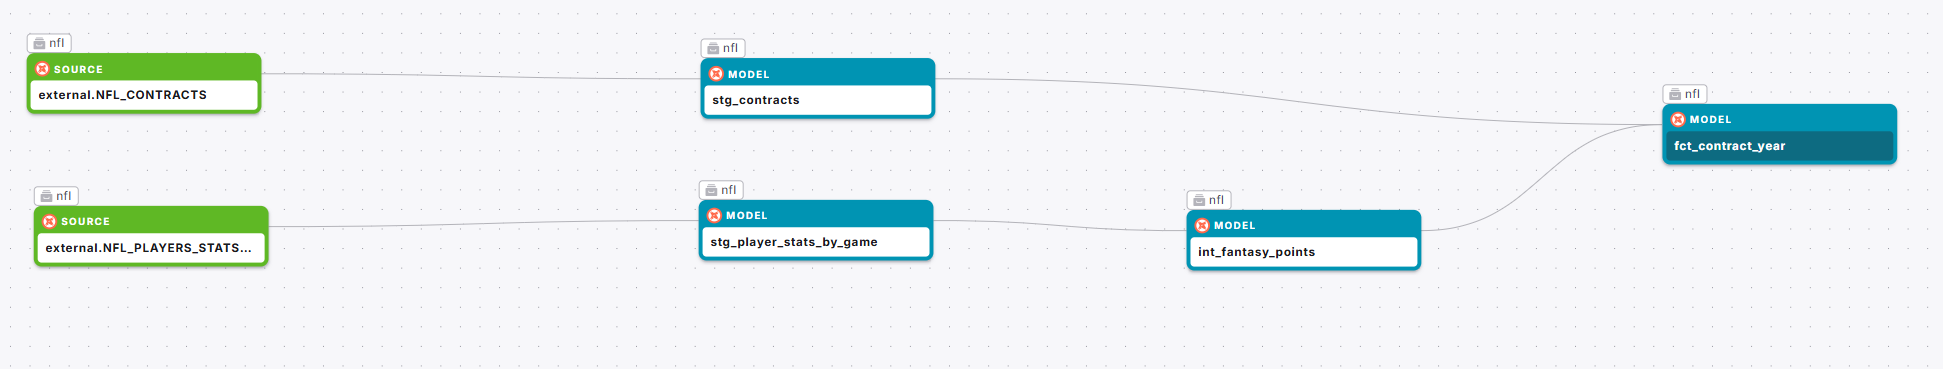 nfl
SOURCE
external.NFL_CONTRACTS
nfl
MODEL
stg_contracts
nfl
MODEL
fct_contract_year
nfl
SOURCE
external.NFL_PLAYERS_STATS...
nfl
MODEL
stg_player_stats_by_game
nfl
MODEL
int_fantasy_points